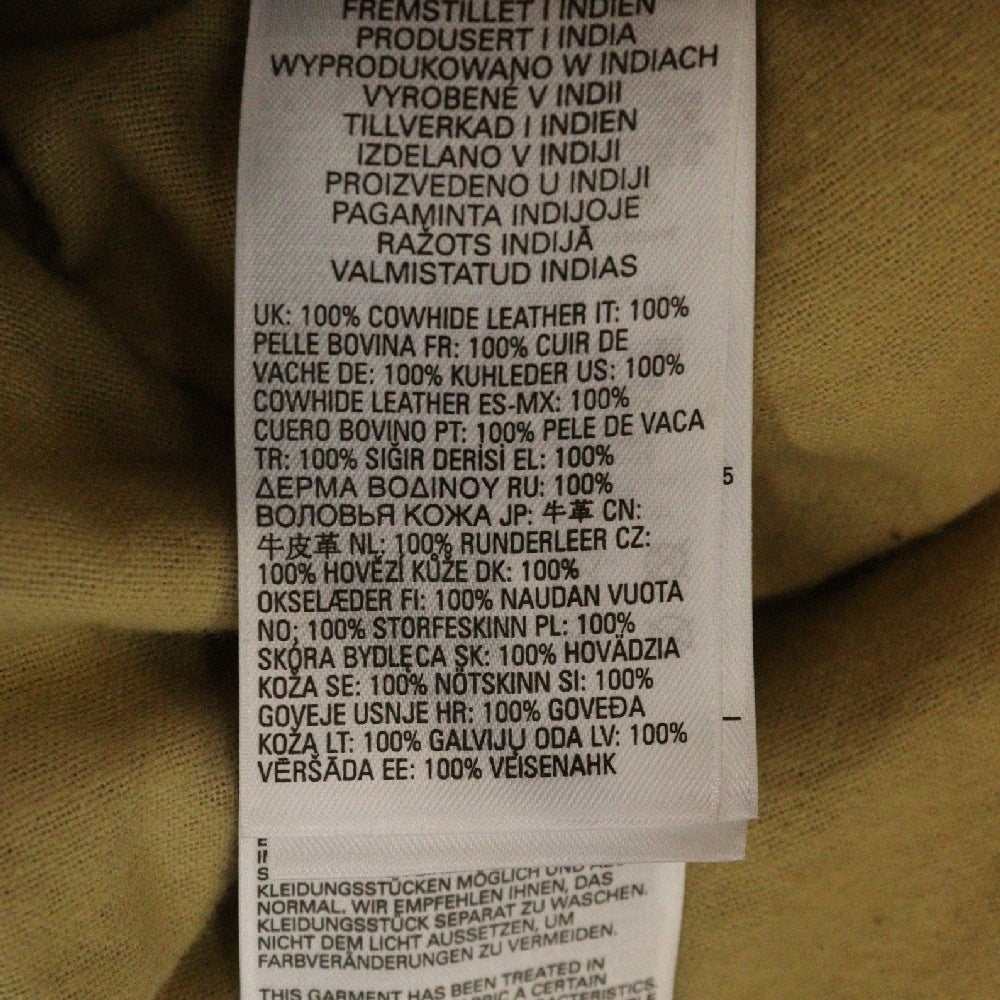 FREMSTILLET I INDIEN
PRODUSERT I INDIA
WYPRODUKOWANO W INDIACH
VYROBENÉ V INDII
TILLVERKAD I INDIEN
IZDELANO V INDIJI
PROIZVEDENO U INDIJI
PAGAMINTA INDIJOJE
RAŽOTS INDIJĀ
VALMISTATUD INDIAS
UK: 100% COWHIDE LEATHER IT: 100%
PELLE BOVINA FR: 100% CUIR DE
VACHE DE: 100% KUHLEDER US: 100%
COWHIDE LEATHER ES-MX: 100%
CUERO BOVINO PT: 100% PELE DE VACA
TR: 100% SIĞIR DERİSİ EL: 100%
ΔΕΡΜΑ ΒΟΔΙΝΟΥ RU: 100%
ВОЛОВЬЯ КОЖА JP: 牛革 CN:
牛皮革 NL: 100% RUNDERLEER CZ:
100% HOVĚZÍ KŮŽE DK: 100%
OKSELÆDER FI: 100% NAUDAN VUOTA
NO: 100% STORFESKINN PL: 100%
SKÓRA BYDLĘCA SK: 100% HOVÄDZIA
KOŽA SE: 100% NÖTSKINN SI: 100%
GOVEJE USNJE HR: 100% GOVEĐA
KOŽA LT: 100% GALVIJŲ ODA LV: 100%
VĒRŠĀDA EE: 100% VEISENAHK
5
KLEIDUNGSSTÜCKEN MÖGLICH UND
NORMAL. WIR EMPFEHLEN IHNEN, DAS
KLEIDUNGSSTÜCK SEPARAT ZU WASCHEN.
NICHT DEM LICHT AUSSETZEN, UM
FARBVERÄNDERUNGEN ZU VERMEIDEN.
THIS GARMENT HAS BEEN TREATED IN
A CERTAIN